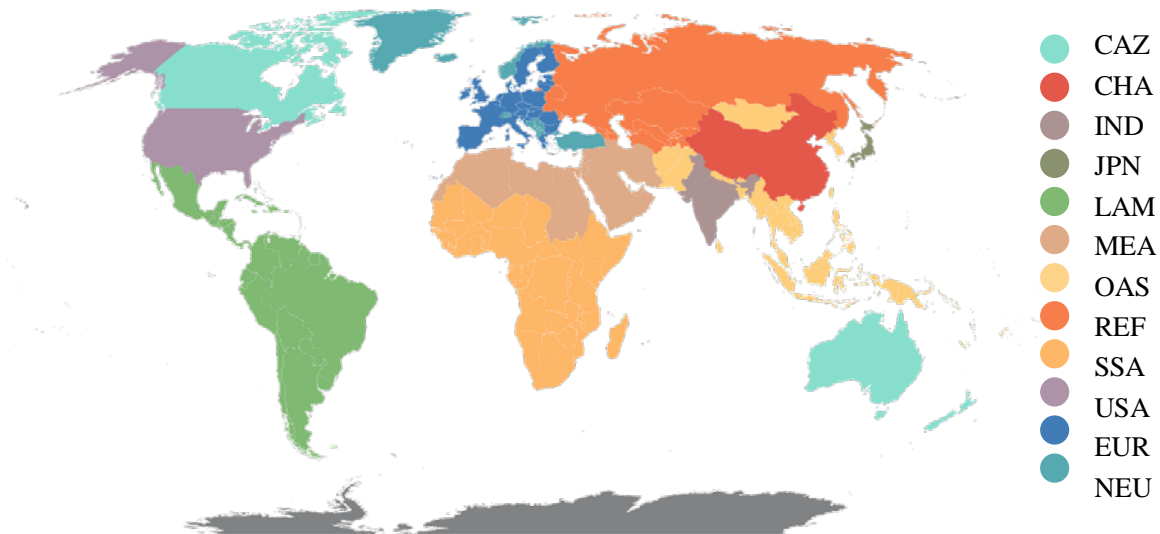 CAZ
CHA
IND
JPN
LAM
MEA
OAS
REF
SSA
USA
EUR
NEU